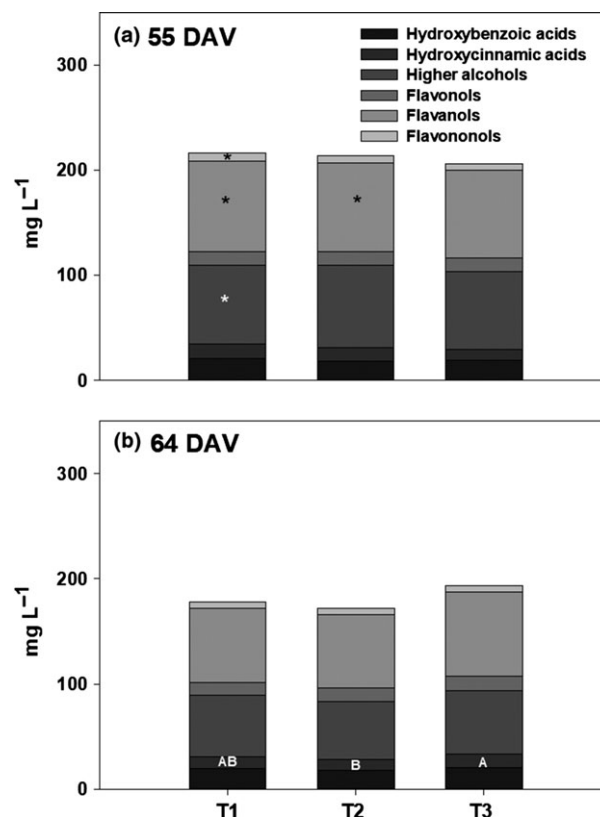 (a) 55 DAV
Hydroxybenzoic acids
Hydroxycinnamic acids
Higher alcohols
Flavonols
Flavanols
Flavononols
300
200
100
0
mg L⁻¹
*
* *
*
(b) 64 DAV
300
200
100
0
mg L⁻¹
AB B A
T1 T2 T3